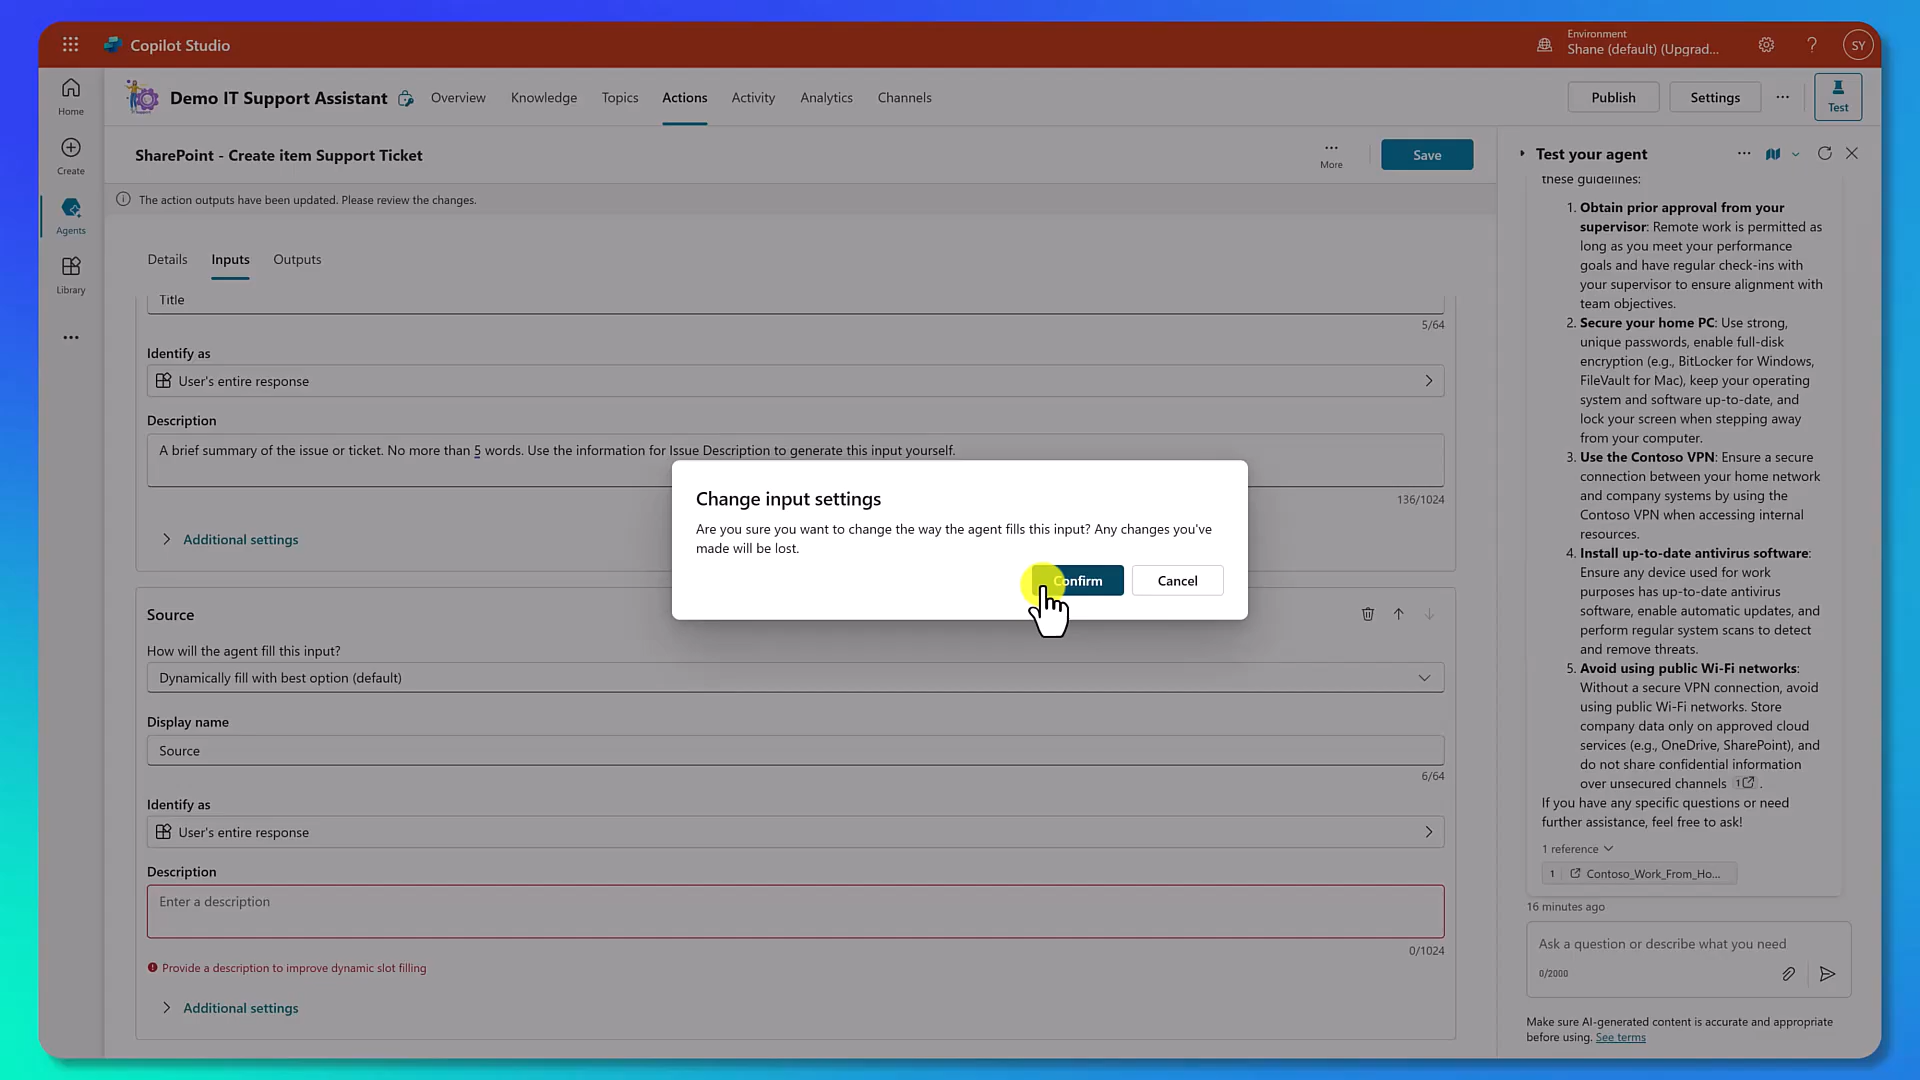 Copilot Studio
Environment
Shane (default) (Upgrad...
?
SY
Home
Create
Agents
Library
Demo IT Support Assistant
Overview
Knowledge
Topics
Actions
Activity
Analytics
Channels
Publish
Settings
Test
SharePoint - Create item Support Ticket
More
Save
The action outputs have been updated. Please review the changes.
Details
Inputs
Outputs
Title
5/64
Identify as
User's entire response
Description
A brief summary of the issue or ticket. No more than 5 words. Use the information for Issue Description to generate this input yourself.
136/1024
Additional settings
Change input settings
Are you sure you want to change the way the agent fills this input? Any changes you've
made will be lost.
Confirm
Cancel
Source
How will the agent fill this input?
Dynamically fill with best option (default)
Display name
Source
6/64
Identify as
User's entire response
Description
Enter a description
0/1024
Provide a description to improve dynamic slot filling
Additional settings
Test your agent
these guidelines:
1. Obtain prior approval from your
supervisor: Remote work is permitted as
long as you meet your performance
goals and have regular check-ins with
your supervisor to ensure alignment with
team objectives.
2. Secure your home PC: Use strong,
unique passwords, enable full-disk
encryption (e.g., BitLocker for Windows,
FileVault for Mac), keep your operating
system and software up-to-date, and
lock your screen when stepping away
from your computer.
3. Use the Contoso VPN: Ensure a secure
connection between your home network
and company systems by using the
Contoso VPN when accessing internal
resources.
4. Install up-to-date antivirus software:
Ensure any device used for work
purposes has up-to-date antivirus
software, enable automatic updates, and
perform regular system scans to detect
and remove threats.
5. Avoid using public Wi-Fi networks:
Without a secure VPN connection, avoid
using public Wi-Fi networks. Store
company data only on approved cloud
services (e.g., OneDrive, SharePoint), and
do not share confidential information
over unsecured channels 1.
If you have any specific questions or need
further assistance, feel free to ask!
1 reference
1 Contoso_Work_From_Ho...
16 minutes ago
Ask a question or describe what you need
0/2000
Make sure AI-generated content is accurate and appropriate
before using. See terms